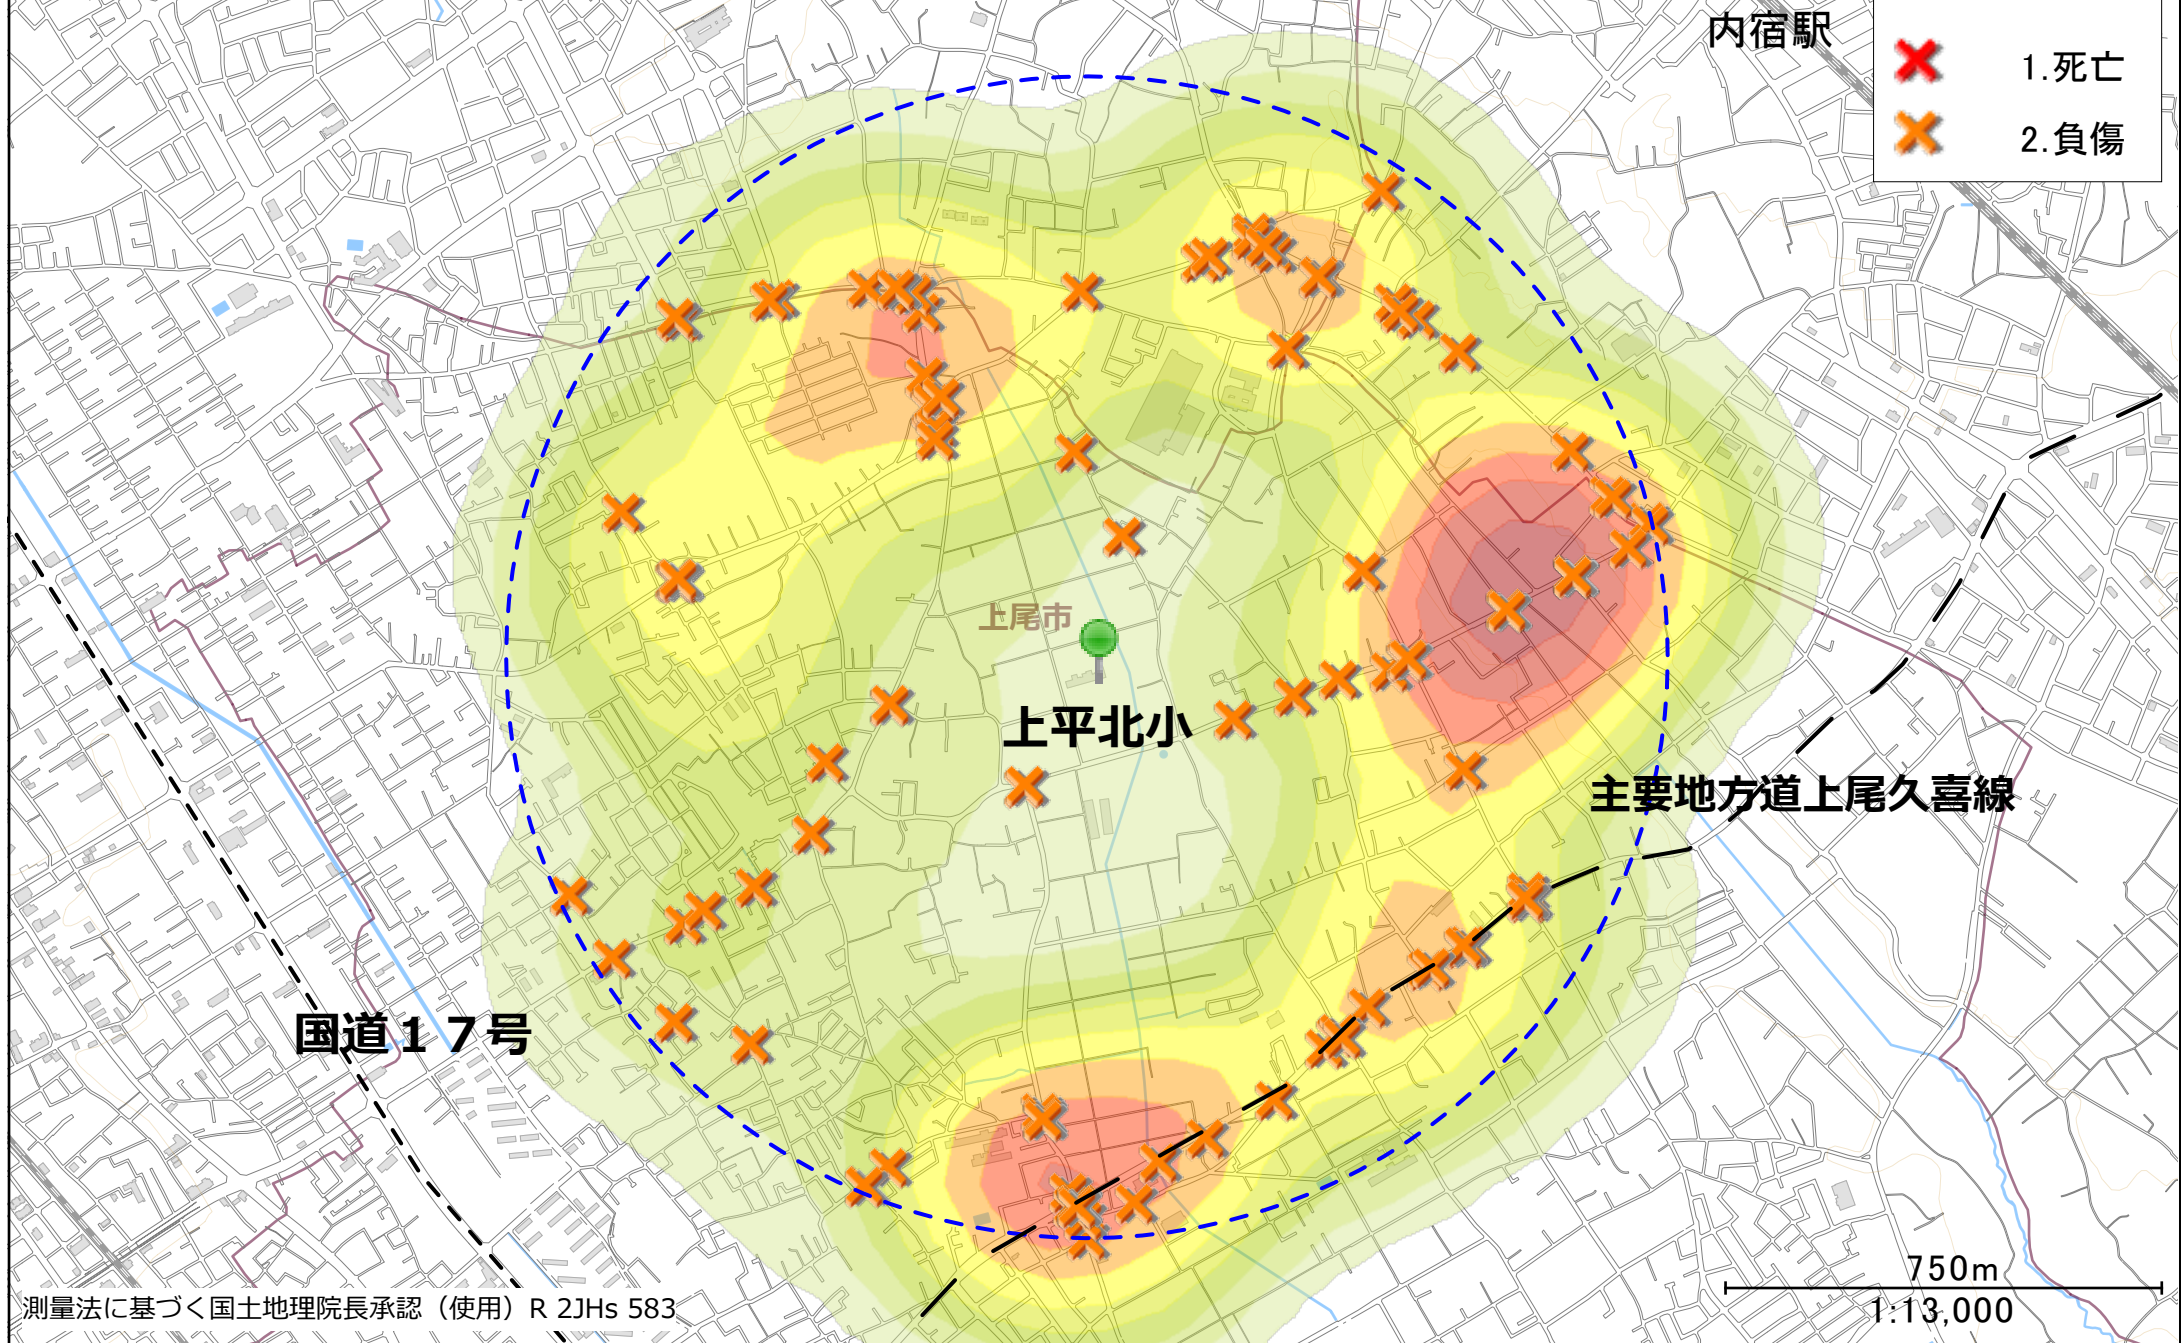 内宿駅
1.死亡
2.負傷
上尾市
上平北小
主要地方道上尾久喜線
国道１７号
750m
1:13,000
測量法に基づく国土地理院長承認（使用）R 2JHs 583